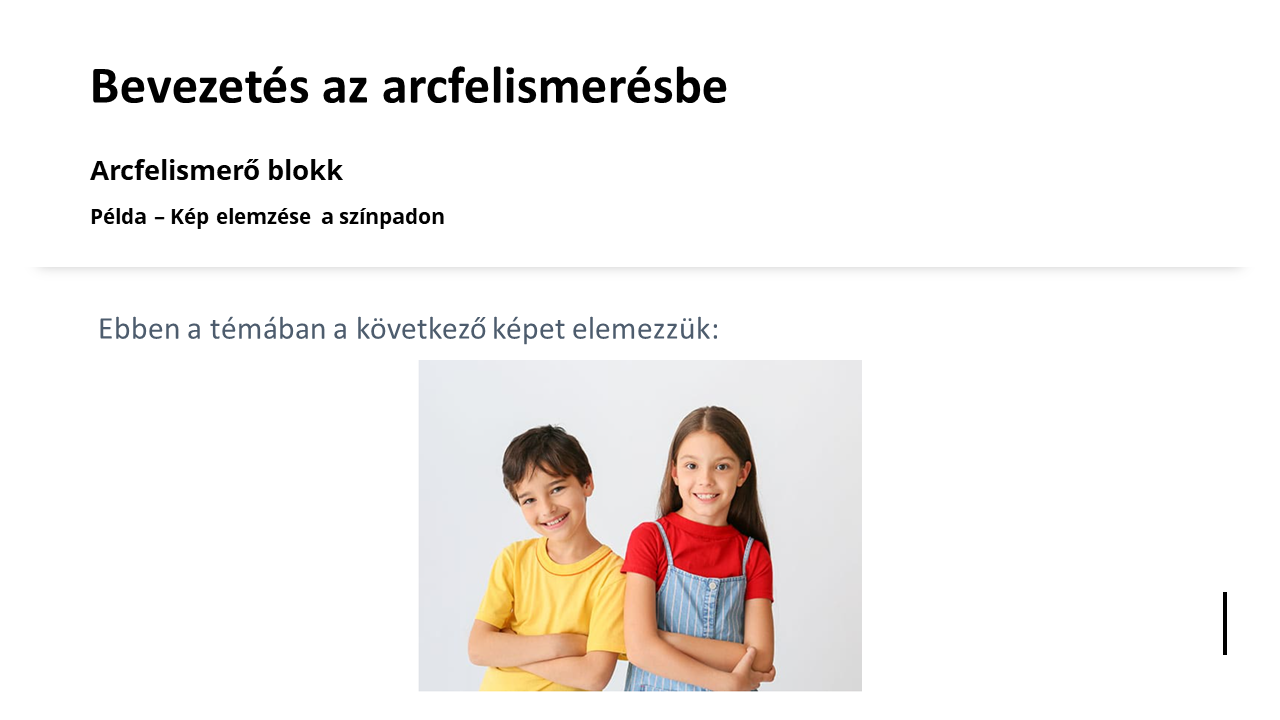 Bevezetés az arcfelismerésbe
Arcfelismerő blokk
Példa – Kép elemzése a színpadon
Ebben a témában a következő képet elemezzük: